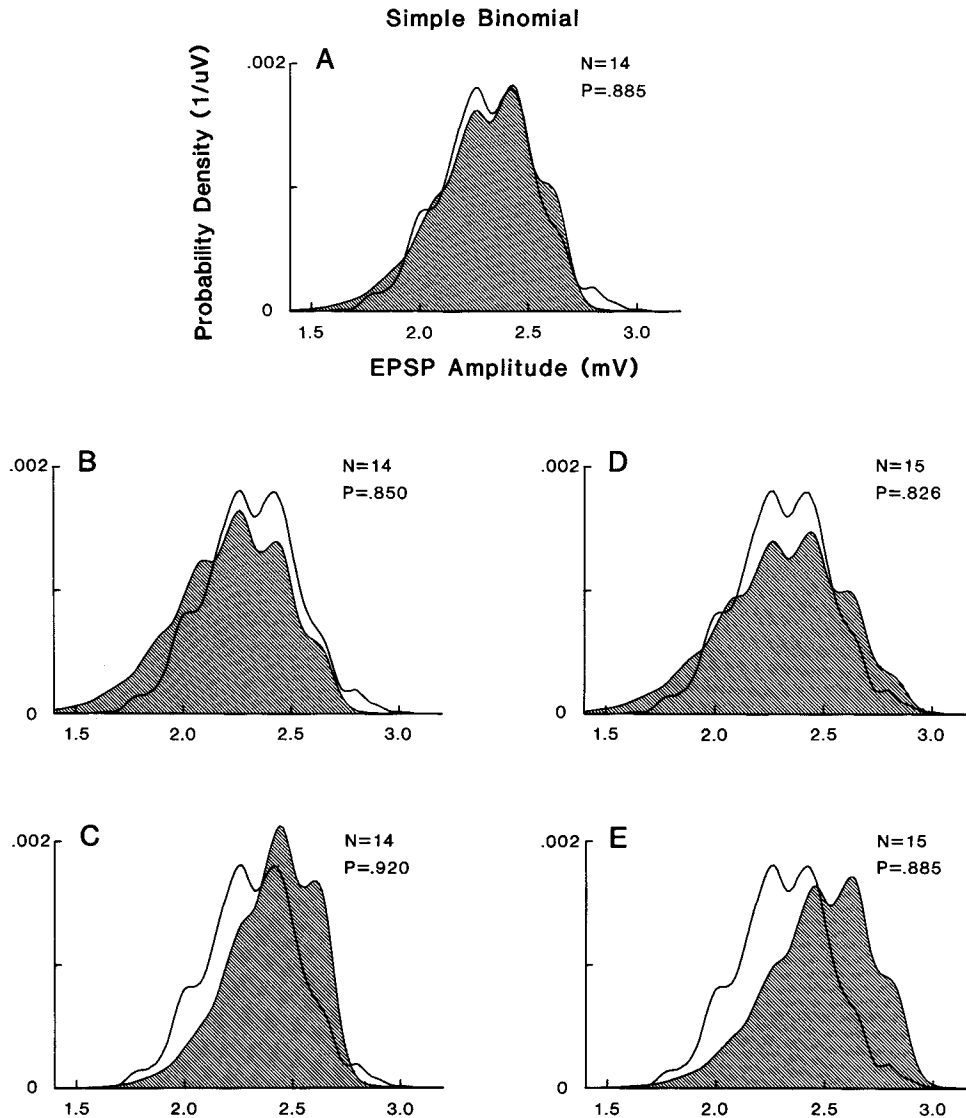 Simple Binomial
A
N=14
P=.885
.002
0
Probability Density (1/uV)
1.5 2.0 2.5 3.0
EPSP Amplitude (mV)
B
N=14
P=.850
.002
0
1.5 2.0 2.5 3.0
D
N=15
P=.826
.002
0
1.5 2.0 2.5 3.0
C
N=14
P=.920
.002
0
1.5 2.0 2.5 3.0
E
N=15
P=.885
.002
0
1.5 2.0 2.5 3.0